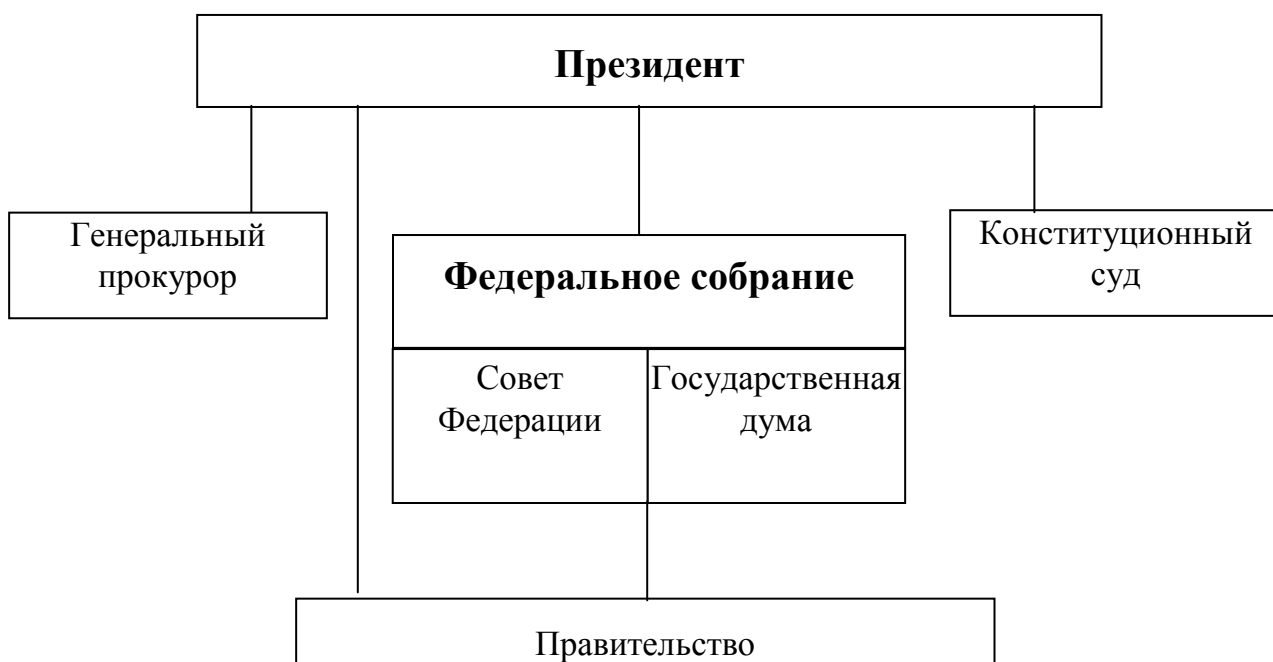 Президент
Генеральный
прокурор
Конституционный
суд
Федеральное собрание
Совет
Федерации
Государственная
дума
Правительство